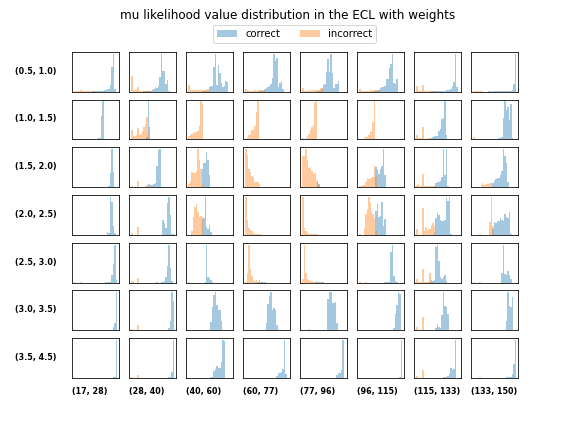 mu likelihood value distribution in the ECL with weights
correct incorrect
(0.5, 1.0)
(1.0, 1.5)
(1.5, 2.0)
(2.0, 2.5)
(2.5, 3.0)
(3.0, 3.5)
(3.5, 4.5)
(17, 28) (28, 40) (40, 60) (60, 77) (77, 96) (96, 115) (115, 133) (133, 150)